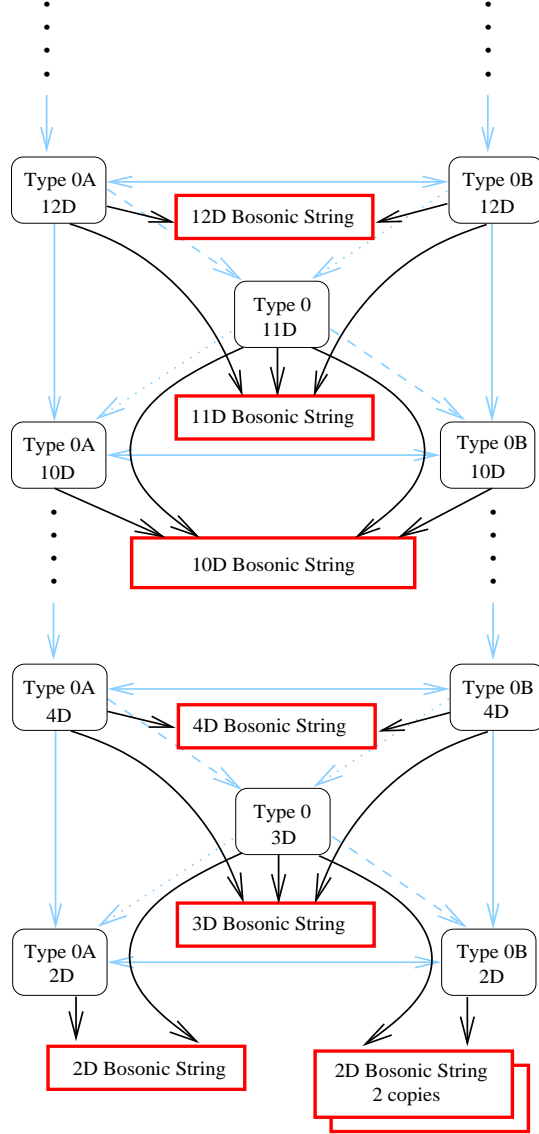 Type 0A
12D
Type 0B
12D
12D Bosonic String
Type 0
11D
11D Bosonic String
Type 0A
10D
Type 0B
10D
10D Bosonic String
Type 0A
4D
Type 0B
4D
4D Bosonic String
Type 0
3D
3D Bosonic String
Type 0A
2D
Type 0B
2D
2D Bosonic String
2D Bosonic String
2 copies